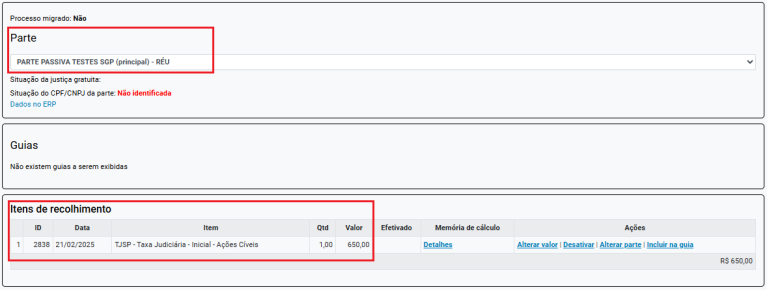 Processo migrado: Não
Parte
PARTE PASSIVA TESTES SGP (principal) - RÉU
Situação da justiça gratuita:
Situação do CPF/CNPJ da parte: Não identificada
Dados no ERP
Guias
Não existem guias a serem exibidas
Itens de recolhimento
ID Data Item Qtd Valor Efetivado Memória de cálculo Ações
1 2838 21/02/2025 TJSP - Taxa Judiciária - Inicial - Ações Cíveis 1,00 650,00 Detalhes Alterar valor | Desativar | Alterar parte | Incluir na guia
R$ 650,00